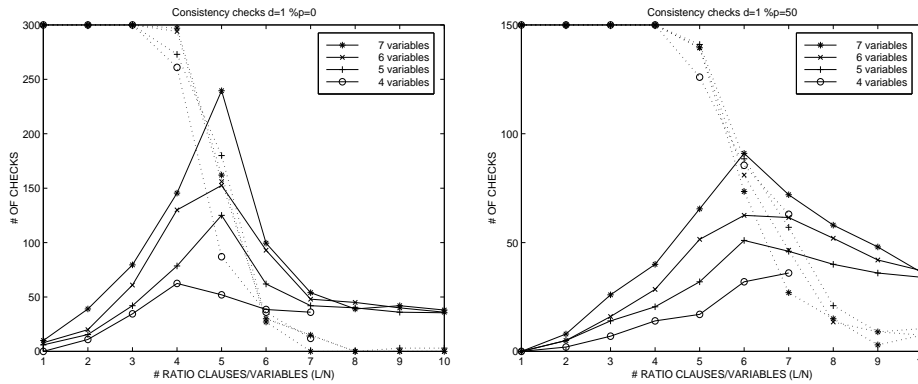 Consistency checks d=1 %p=0
300
250
200
150
100
50
0
# OF CHECKS
1 2 3 4 5 6 7 8 9 10
# RATIO CLAUSES/VARIABLES (L/N)
7 variables
6 variables
5 variables
4 variables
Consistency checks d=1 %p=50
150
100
50
0
# OF CHECKS
1 2 3 4 5 6 7 8 9
# RATIO CLAUSES/VARIABLES (L/N)
7 variables
6 variables
5 variables
4 variables